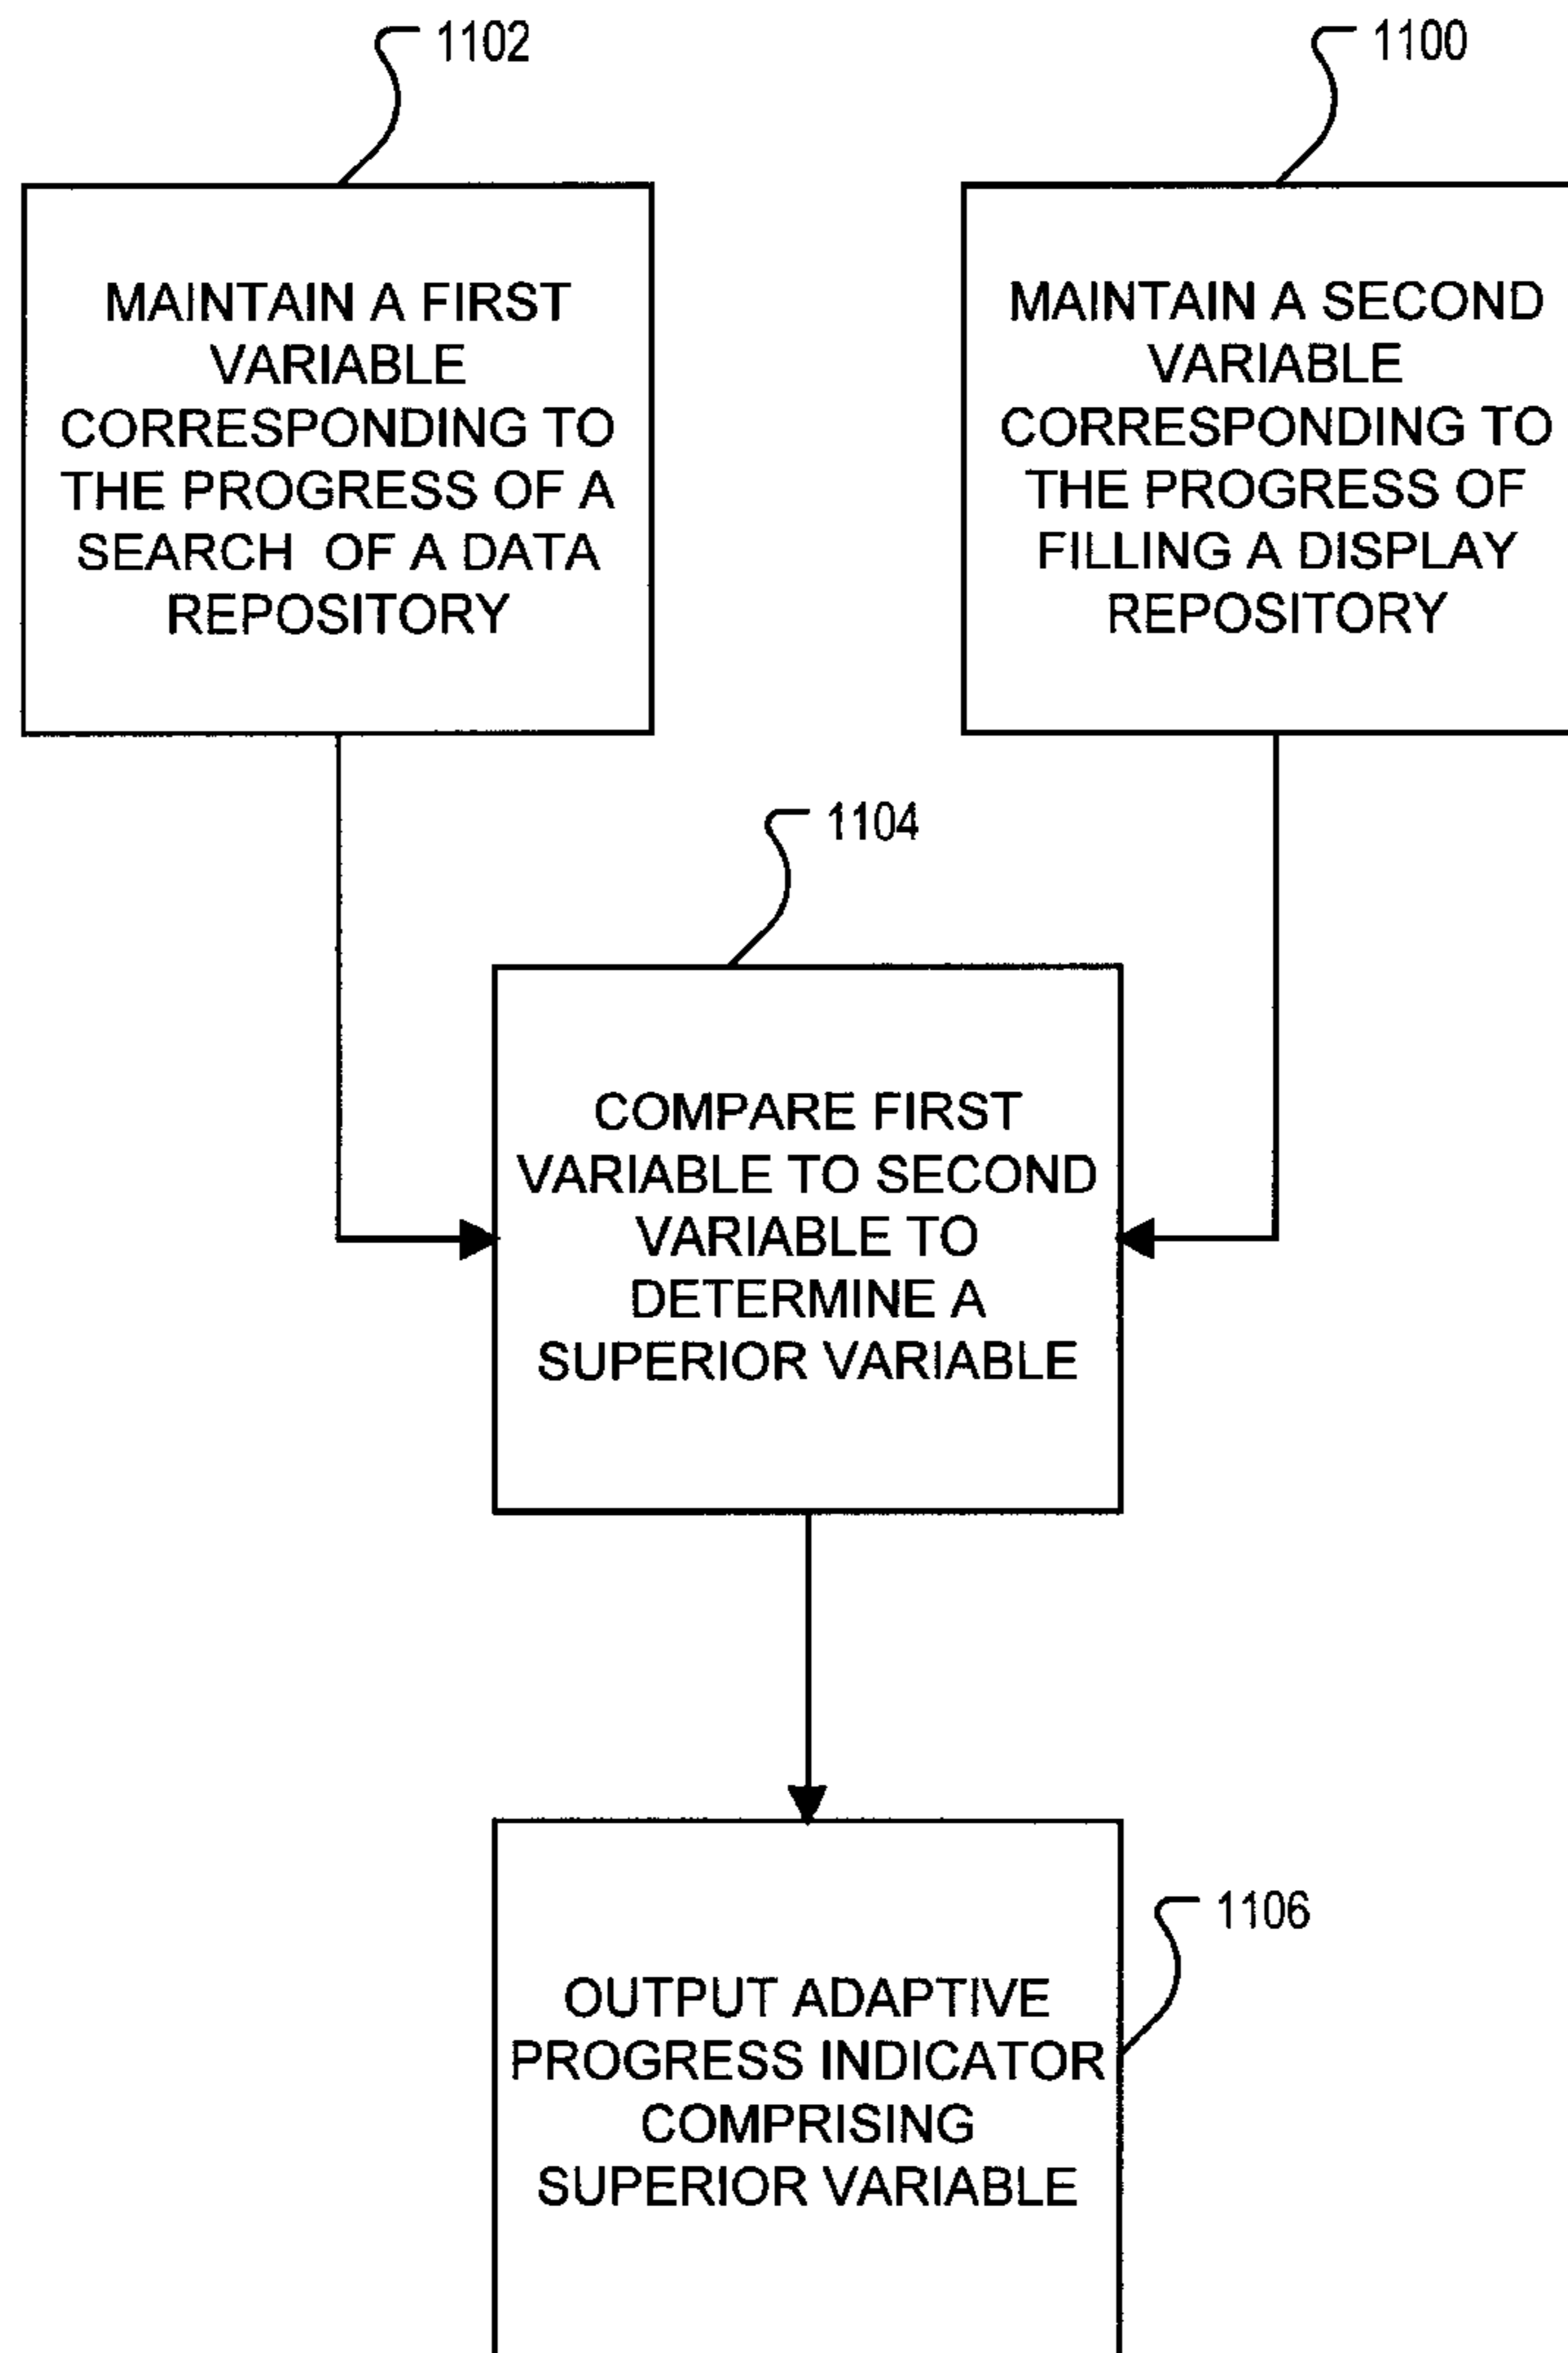 1102
MAINTAIN A FIRST
VARIABLE
CORRESPONDING TO
THE PROGRESS OF A
SEARCH OF A DATA
REPOSITORY
1100
MAINTAIN A SECOND
VARIABLE
CORRESPONDING TO
THE PROGRESS OF
FILLING A DISPLAY
REPOSITORY
1104
COMPARE FIRST
VARIABLE TO SECOND
VARIABLE TO
DETERMINE A
SUPERIOR VARIABLE
1106
OUTPUT ADAPTIVE
PROGRESS INDICATOR
COMPRISING
SUPERIOR VARIABLE